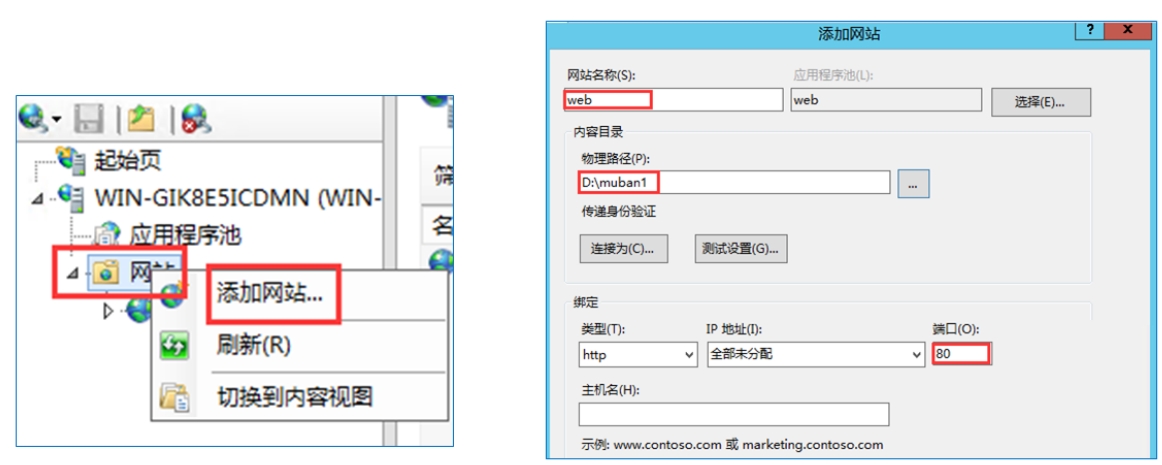 起始页
WIN-GIK8E5ICDMN (WIN-
应用程序池
网站
添加网站...
刷新(R)
切换到内容视图
筛
名
添加网站
? x
网站名称(S):
应用程序池(L):
web
web
选择(E)...
内容目录
物理路径(P):
D:\muban1
...
传递身份验证
连接为(C)...
测试设置(G)...
绑定
类型(T):
IP 地址(I):
端口(O):
http
全部未分配
80
主机名(H):
示例: www.contoso.com 或 marketing.contoso.com